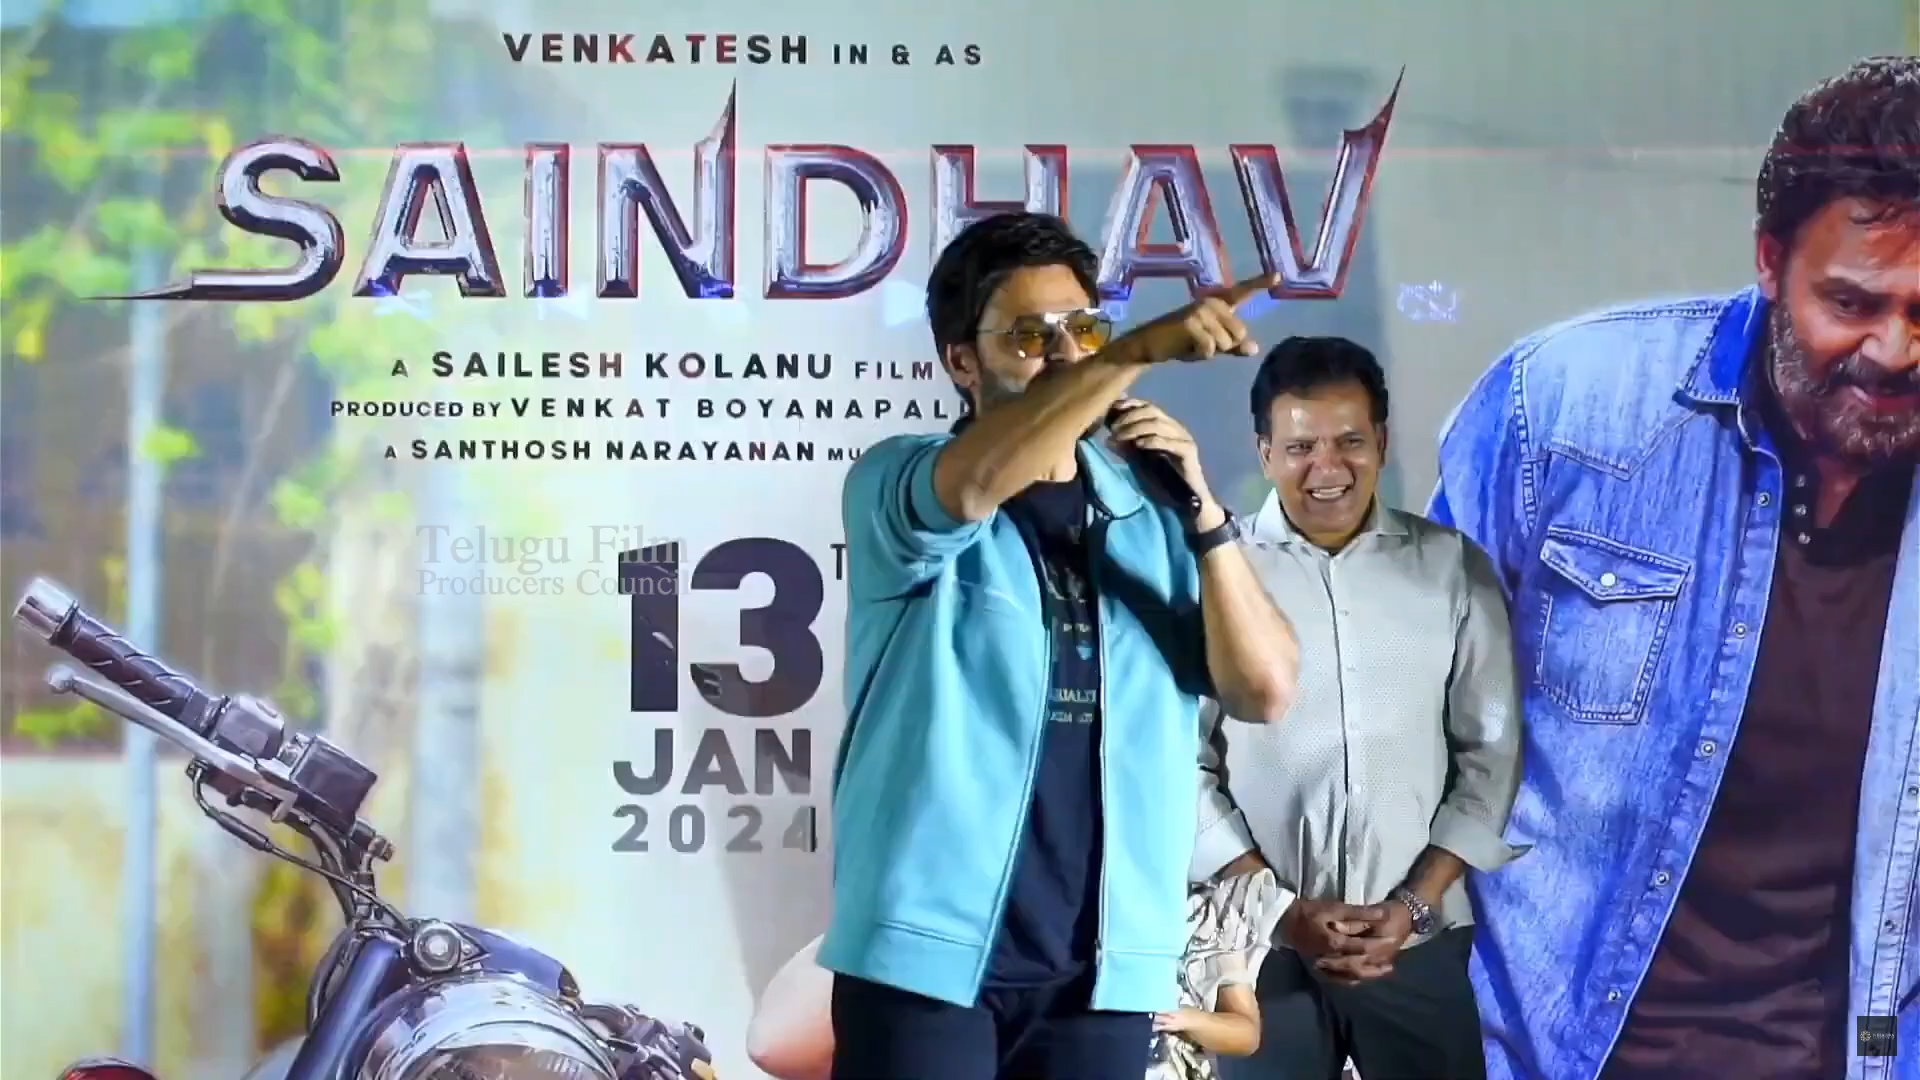 VENKATESH IN & AS
SAINDHAV
A SAILESH KOLANU FILM
PRODUCED BY VENKAT BOYANAPAL
A SANTHOSH NARAYANAN MU
Telugu Film
Producers Council
13 T
JAN
2024